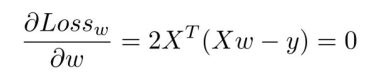 ∂Loss_w/∂w = 2X^T(Xw − y) = 0